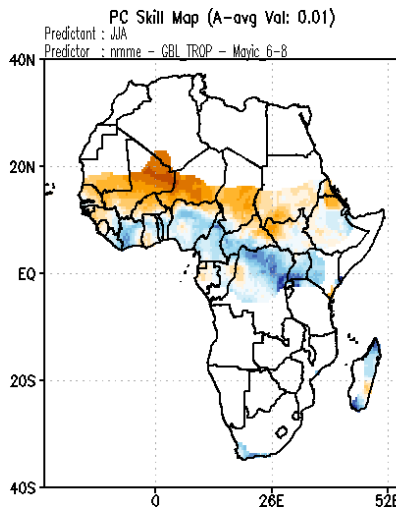 PC Skill Map (A-avg Val: 0.01)
Predictant : JJA
Predictor : nmme - GBL_TROP - Mayic_6-8
40N
20N
EQ
20S
40S
0 26E 52E